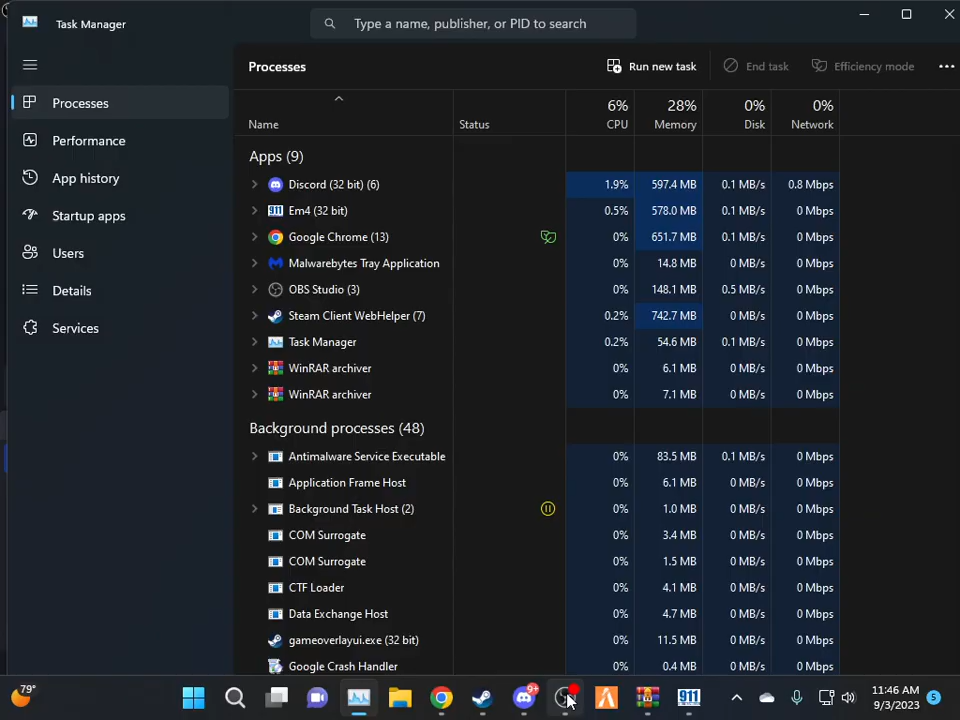 Task Manager
Type a name, publisher, or PID to search
Processes
Run new task
End task
Efficiency mode
Processes
Performance
App history
Startup apps
Users
Details
Services
6% 28% 0% 0%
Name Status CPU Memory Disk Network
Apps (9)
Discord (32 bit) (6) 1.9% 597.4 MB 0.1 MB/s 0.8 Mbps
Em4 (32 bit) 0.5% 578.0 MB 0.1 MB/s 0 Mbps
Google Chrome (13) 0% 651.7 MB 0.1 MB/s 0 Mbps
Malwarebytes Tray Application 0% 14.8 MB 0 MB/s 0 Mbps
OBS Studio (3) 0% 148.1 MB 0.5 MB/s 0 Mbps
Steam Client WebHelper (7) 0.2% 742.7 MB 0 MB/s 0 Mbps
Task Manager 0.2% 54.6 MB 0.1 MB/s 0 Mbps
WinRAR archiver 0% 6.1 MB 0 MB/s 0 Mbps
WinRAR archiver 0% 7.1 MB 0 MB/s 0 Mbps
Background processes (48)
Antimalware Service Executable 0% 83.5 MB 0.1 MB/s 0 Mbps
Application Frame Host 0% 6.1 MB 0 MB/s 0 Mbps
Background Task Host (2) 0% 1.0 MB 0 MB/s 0 Mbps
COM Surrogate 0% 3.4 MB 0 MB/s 0 Mbps
COM Surrogate 0% 1.5 MB 0 MB/s 0 Mbps
CTF Loader 0% 4.1 MB 0 MB/s 0 Mbps
Data Exchange Host 0% 4.7 MB 0 MB/s 0 Mbps
gameoverlayui.exe (32 bit) 0% 11.5 MB 0 MB/s 0 Mbps
Google Crash Handler 0% 0.4 MB 0 MB/s 0 Mbps
79°
9+
911
11:46 AM
9/3/2023
5